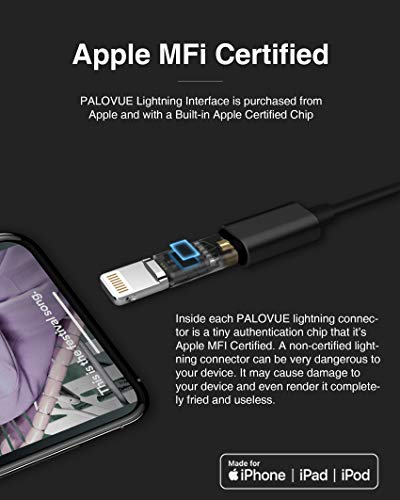 Apple MFi Certified
PALOVUE Lightning Interface is purchased from
Apple and with a Built-in Apple Certified Chip
This is the festival song.
Inside each PALOVUE lightning connec-
tor is a tiny authentication chip that it's
Apple MFI Certified. A non-certified light-
ning connector can be very dangerous to
your device. It may cause damage to
your device and even render it complete-
ly fried and useless.
Made for
iPhone | iPad | iPod